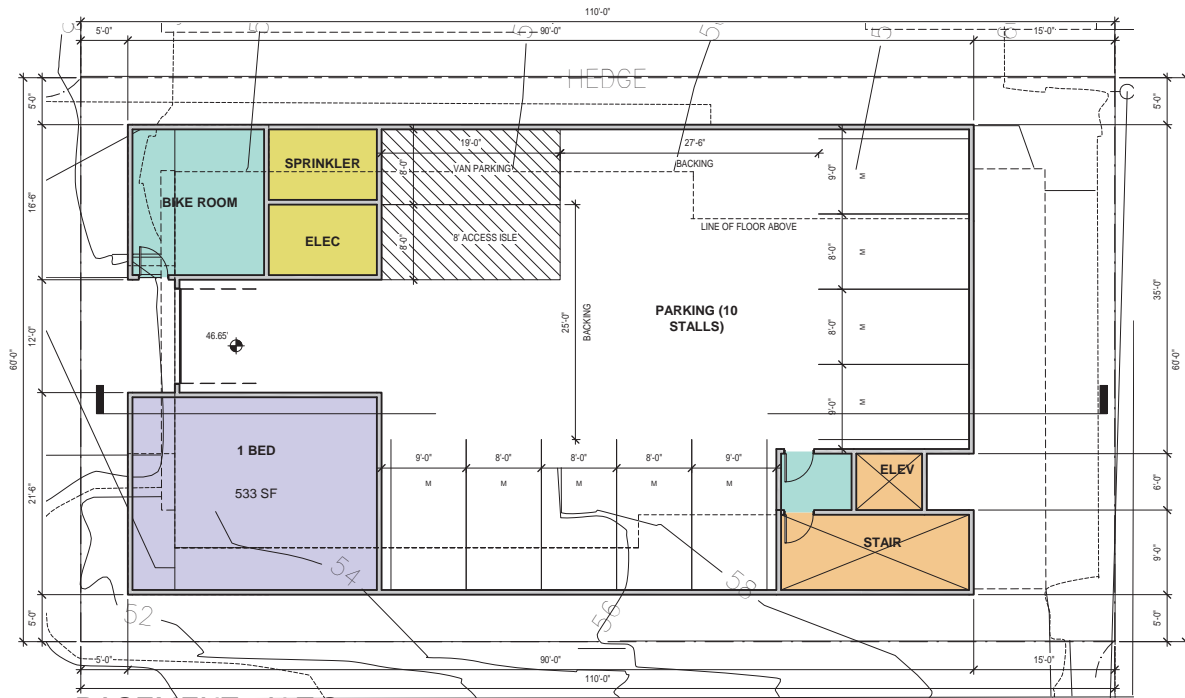 110'-0"
5'-0"
90'-0"
15'-0"
HEDGE
5'-0"
5'-0"
19'-0"
27'-6"
SPRINKLER
8'-0"
VAN PARKING
BACKING
9'-0"
M
16'-6"
BIKE ROOM
LINE OF FLOOR ABOVE
ELEC
8'-0"
8' ACCESS ISLE
8'-0"
M
35'-0"
PARKING (10
STALLS)
25'-0"
BACKING
12'-0"
46.65'
8'-0"
M
60'-0"
60'-0"
9'-0"
M
1 BED
533 SF
9'-0"
8'-0"
8'-0"
8'-0"
9'-0"
M
M
M
M
M
ELEV
6'-0"
21'-6"
STAIR
9'-0"
54
58
52
56
5'-0"
5'-0"
5'-0"
90'-0"
15'-0"
110'-0"